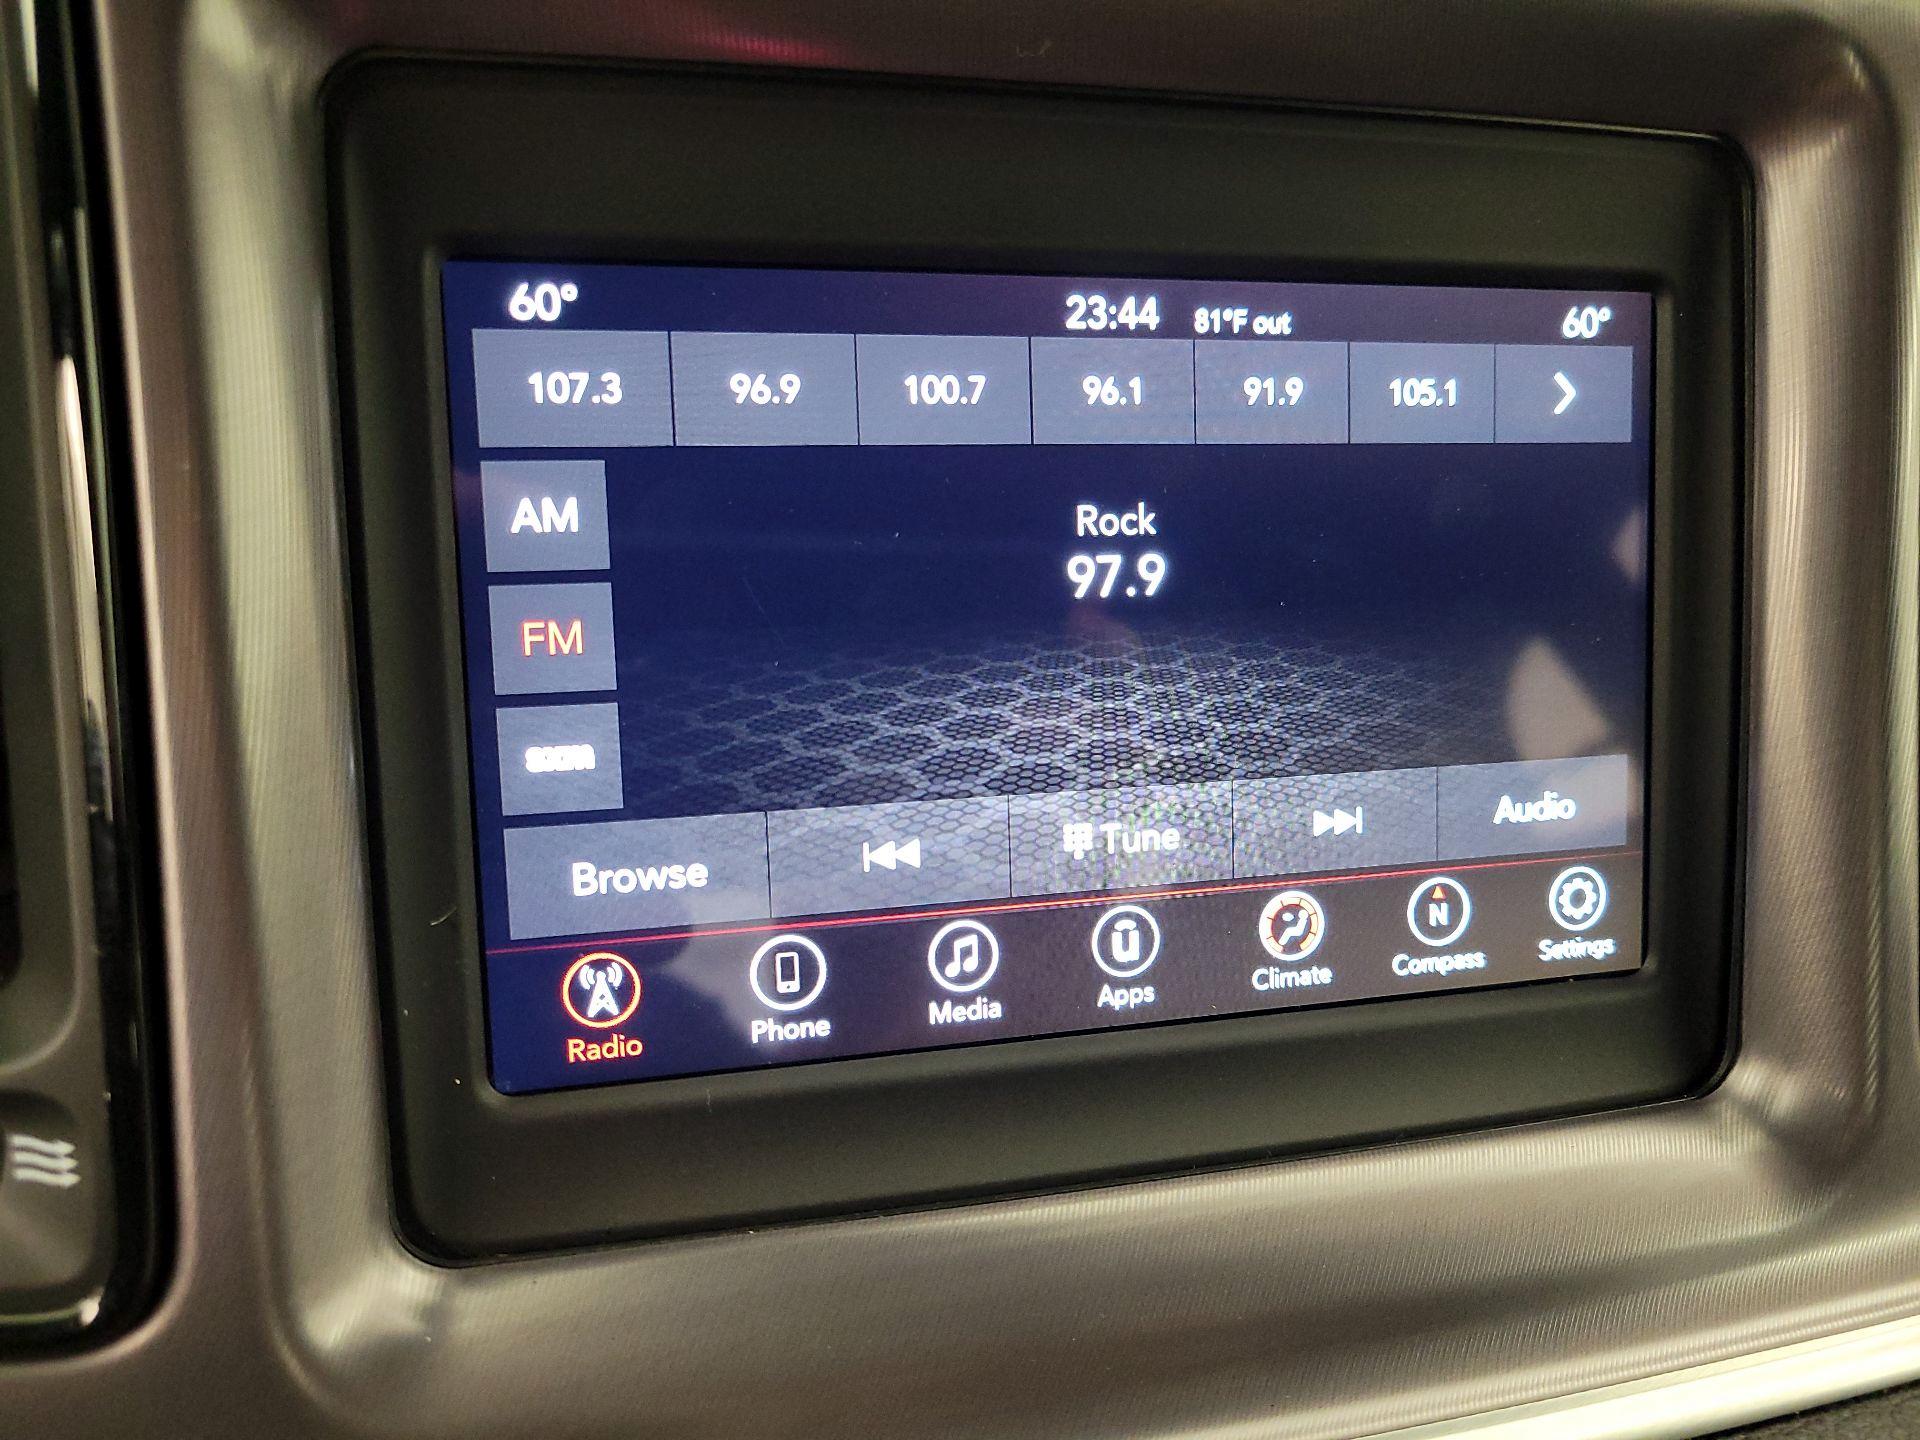 60° 23:44 81°F out 60°
107.3 96.9 100.7 96.1 91.9 105.1
AM
Rock
97.9
FM
Browse Tune Audio
Radio Phone Media Apps Climate N Compass Settings